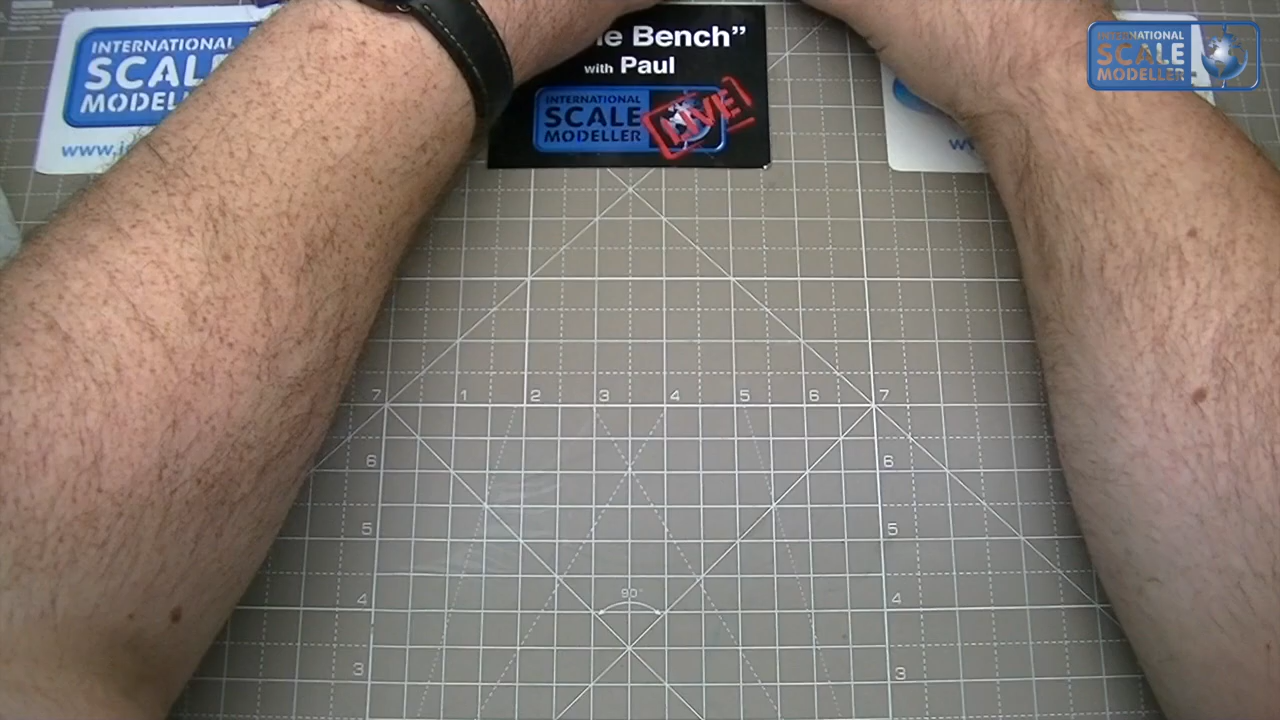 INTERNATIONAL
SCALE
MODELLER
Bench”
with Paul
INTERNATIONAL
SCALE
MODELLER
LIVE!
INTERNATIONAL
SCALE
MODELLER
7 1 2 3 4 5 6 7
6 6
5 5
90°
4 4
3 3